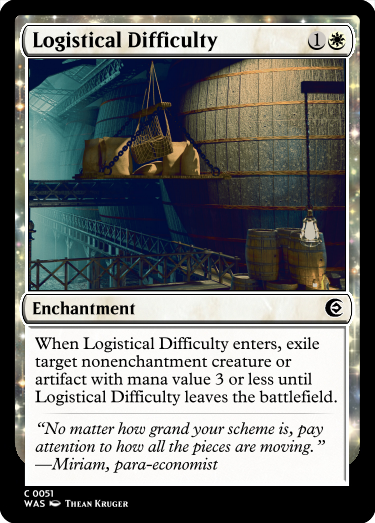 Logistical Difficulty 1
Enchantment
When Logistical Difficulty enters, exile
target nonenchantment creature or
artifact with mana value 3 or less until
Logistical Difficulty leaves the battlefield.
“No matter how grand your scheme is, pay
attention to how all the pieces are moving.”
—Miriam, para-economist
C 0051
WAS Thean Kruger